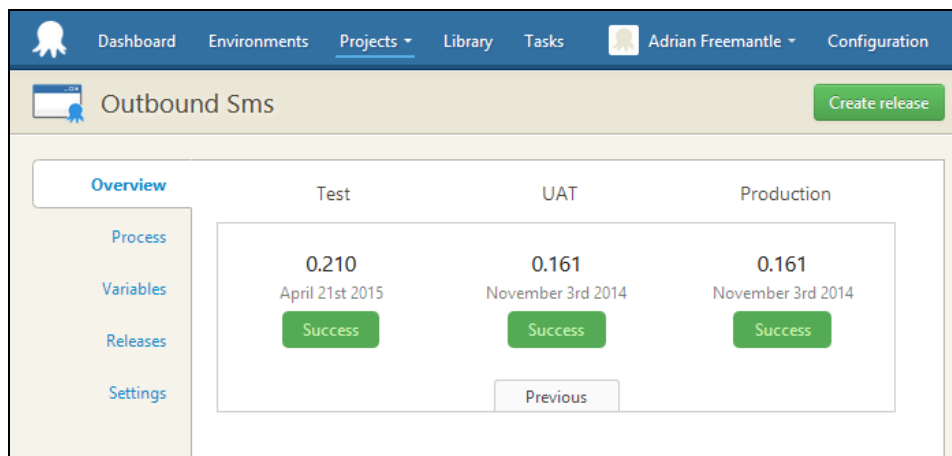 Dashboard Environments Projects Library Tasks Adrian Freemantle Configuration
Outbound Sms Create release
Overview Test UAT Production
Process
0.210 0.161 0.161
Variables April 21st 2015 November 3rd 2014 November 3rd 2014
Success Success Success
Releases
Settings Previous